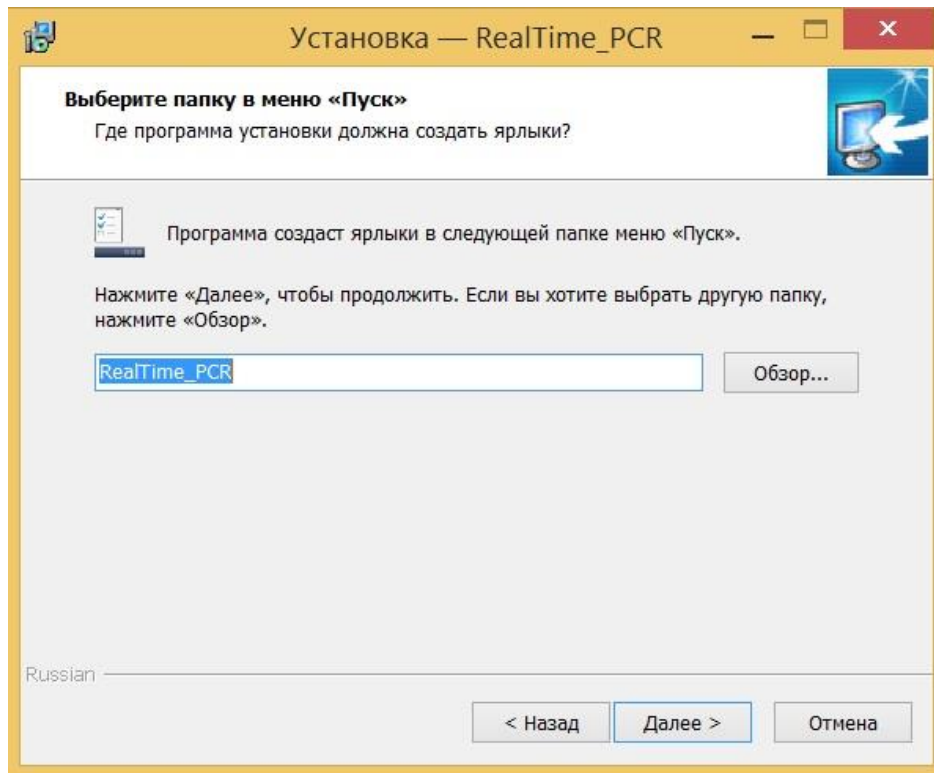 Установка — RealTime_PCR
Выберите папку в меню «Пуск»
Где программа установки должна создать ярлыки?
Программа создаст ярлыки в следующей папке меню «Пуск».
Нажмите «Далее», чтобы продолжить. Если вы хотите выбрать другую папку,
нажмите «Обзор».
RealTime_PCR
Обзор...
Russian
< Назад
Далее >
Отмена